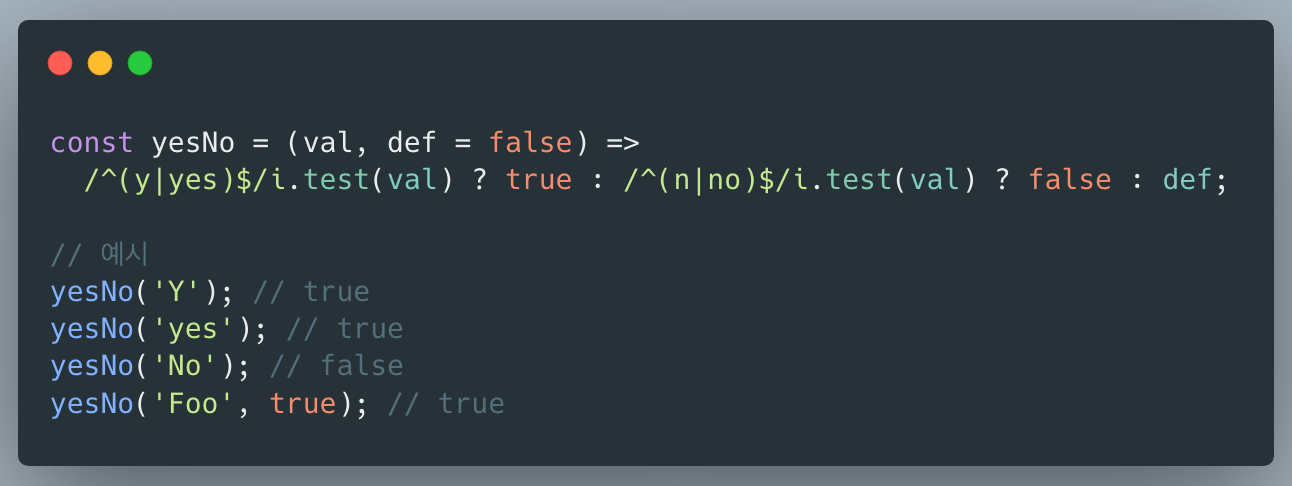 const yesNo = (val, def = false) =>
  /^(y|yes)$/i.test(val) ? true : /^(n|no)$/i.test(val) ? false : def;

// 예시
yesNo('Y'); // true
yesNo('yes'); // true
yesNo('No'); // false
yesNo('Foo', true); // true